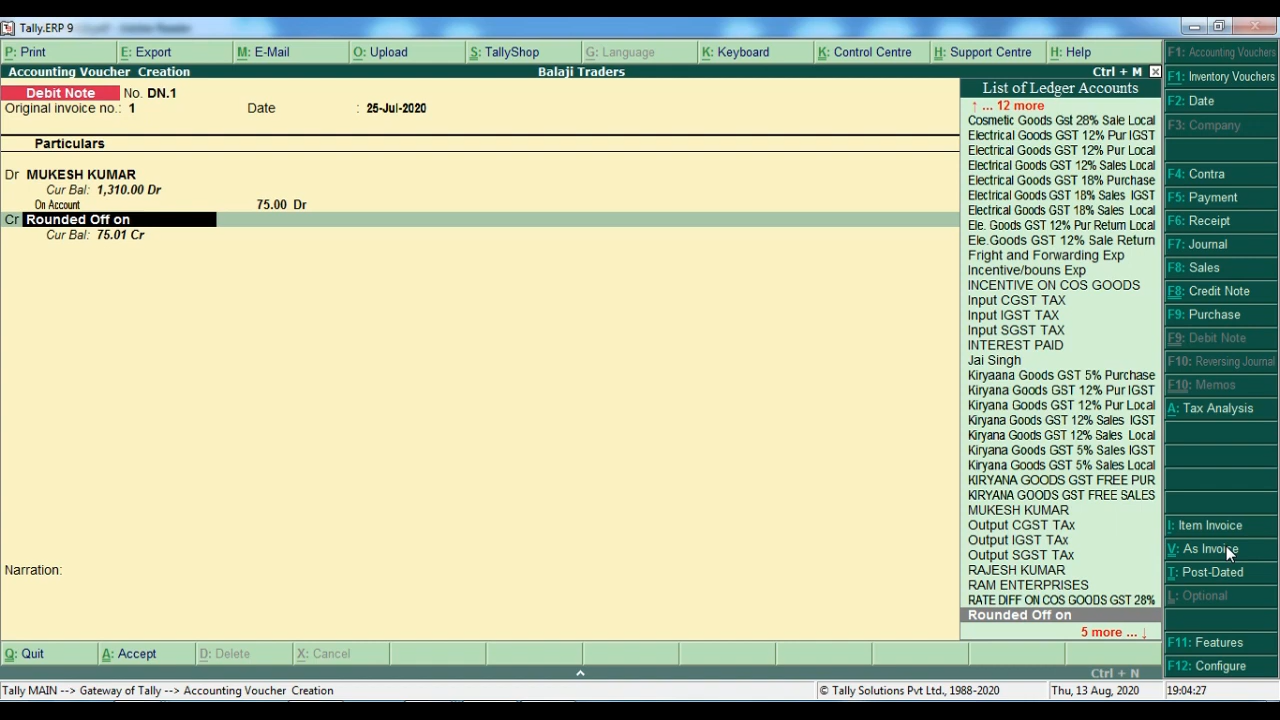 Tally.ERP 9
P: Print E: Export M: E-Mail O: Upload S: TallyShop G: Language K: Keyboard K: Control Centre H: Support Centre H: Help
Accounting Voucher Creation Balaji Traders Ctrl + M
Debit Note No. DN.1
Original invoice no.: 1 Date : 25-Jul-2020
Particulars
Dr MUKESH KUMAR
Cur Bal: 1,310.00 Dr
On Account 75.00 Dr
Cr Rounded Off on
Cur Bal: 75.01 Cr
Narration:
List of Ledger Accounts
↑ ... 12 more
Cosmetic Goods Gst 28% Sale Local
Electrical Goods GST 12% Pur IGST
Electrical Goods GST 12% Pur Local
Electrical Goods GST 12% Sales Local
Electrical Goods GST 18% Purchase
Electrical Goods GST 18% Sales IGST
Electrical Goods GST 18% Sales Local
Ele. Goods GST 12% Pur Return Local
Ele.Goods GST 12% Sale Return
Fright and Forwarding Exp
Incentive/bouns Exp
INCENTIVE ON COS GOODS
Input CGST TAX
Input IGST TAX
Input SGST TAX
INTEREST PAID
Jai Singh
Kiryaana Goods GST 5% Purchase
Kiryana Goods GST 12% Pur IGST
Kiryana Goods GST 12% Pur Local
Kiryana Goods GST 12% Sales IGST
Kiryana Goods GST 12% Sales Local
Kiryana Goods GST 5% Sales IGST
Kiryana Goods GST 5% Sales Local
KIRYANA GOODS GST FREE PUR
KIRYANA GOODS GST FREE SALES
MUKESH KUMAR
Output CGST TAx
Output IGST TAx
Output SGST TAx
RAJESH KUMAR
RAM ENTERPRISES
RATE DIFF ON COS GOODS GST 28%
Rounded Off on
5 more ... ↓
F1: Accounting Vouchers
F1: Inventory Vouchers
F2: Date
F3: Company
F4: Contra
F5: Payment
F6: Receipt
F7: Journal
F8: Sales
F8: Credit Note
F9: Purchase
F9: Debit Note
F10: Reversing Journal
F10: Memos
A: Tax Analysis
I: Item Invoice
V: As Invoice
T: Post-Dated
L: Optional
F11: Features
F12: Configure
Q: Quit A: Accept D: Delete X: Cancel
Ctrl + N
Tally MAIN --> Gateway of Tally --> Accounting Voucher Creation © Tally Solutions Pvt Ltd., 1988-2020 Thu, 13 Aug, 2020 19:04:27